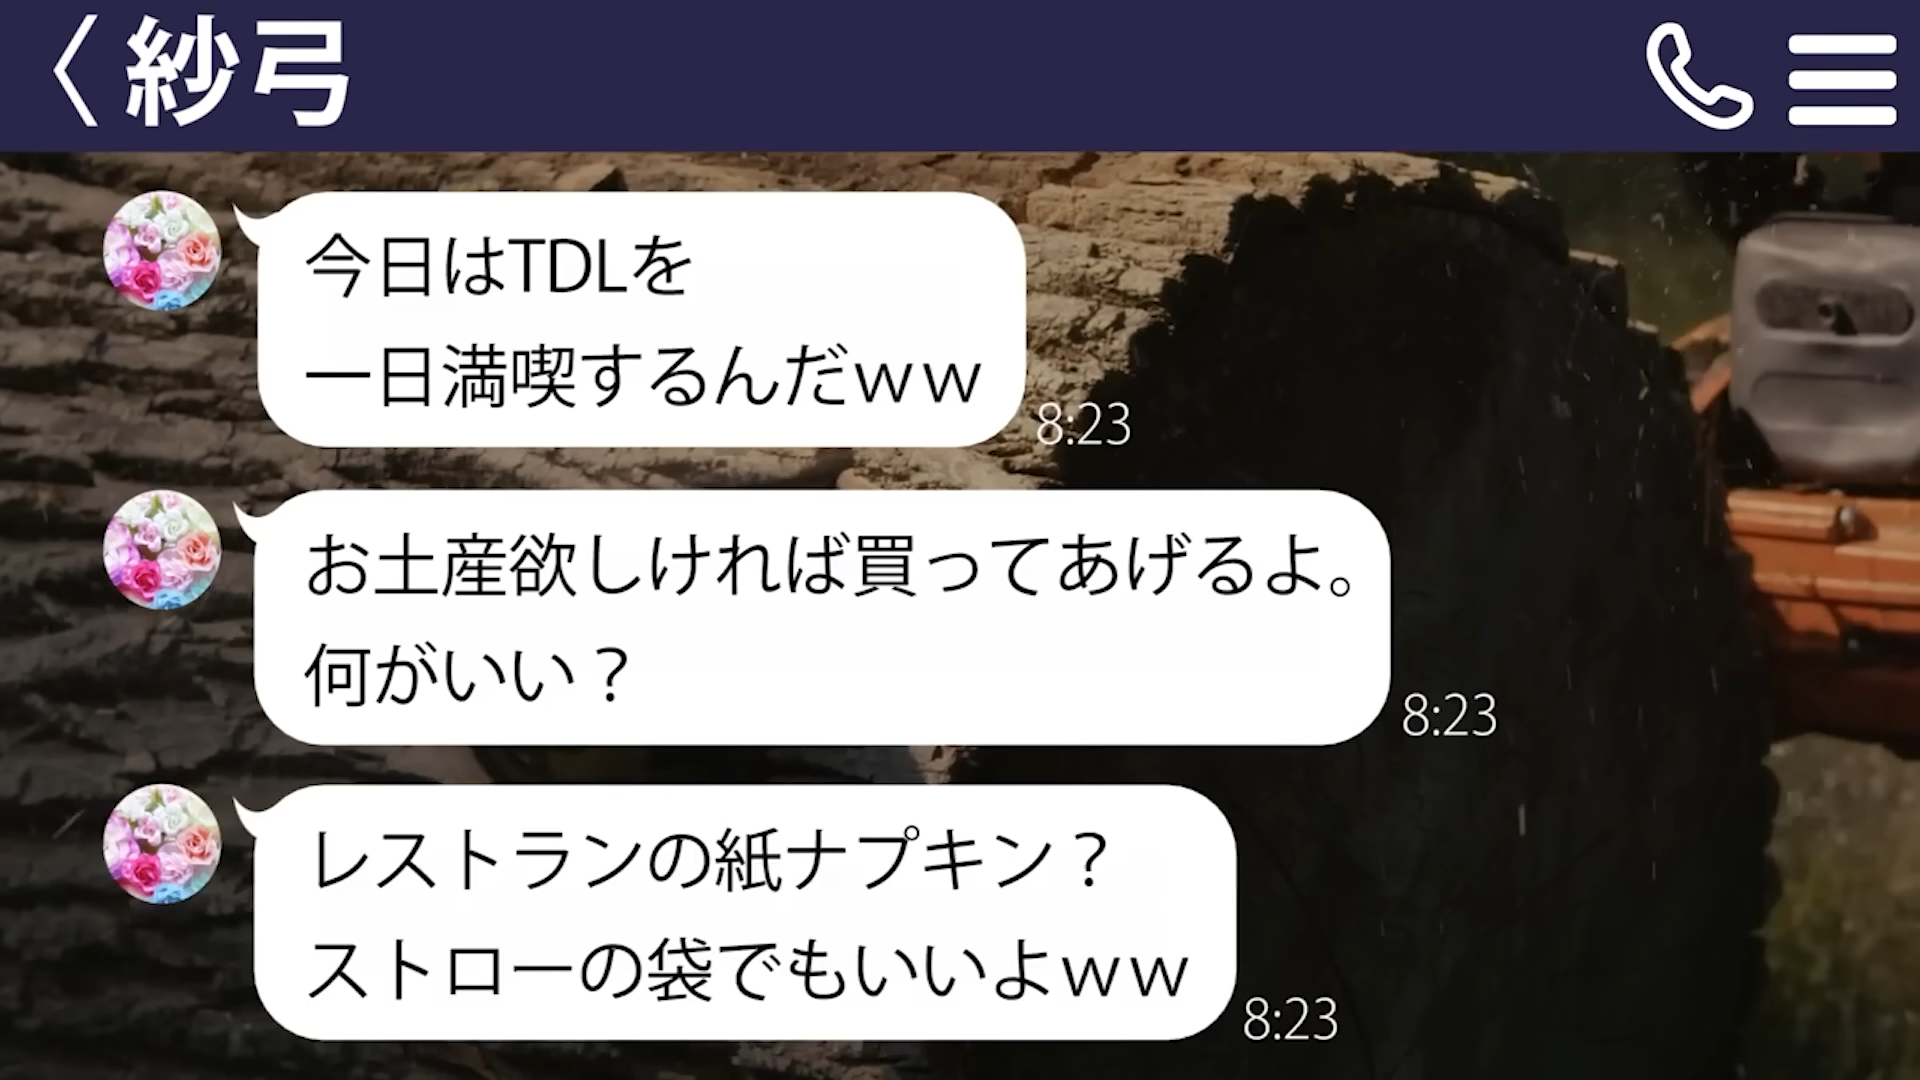 紗弓
今日はTDLを
一日満喫するんだｗｗ
8:23
お土産欲しければ買ってあげるよ。
何がいい？
8:23
レストランの紙ナプキン？
ストローの袋でもいいよｗｗ
8:23